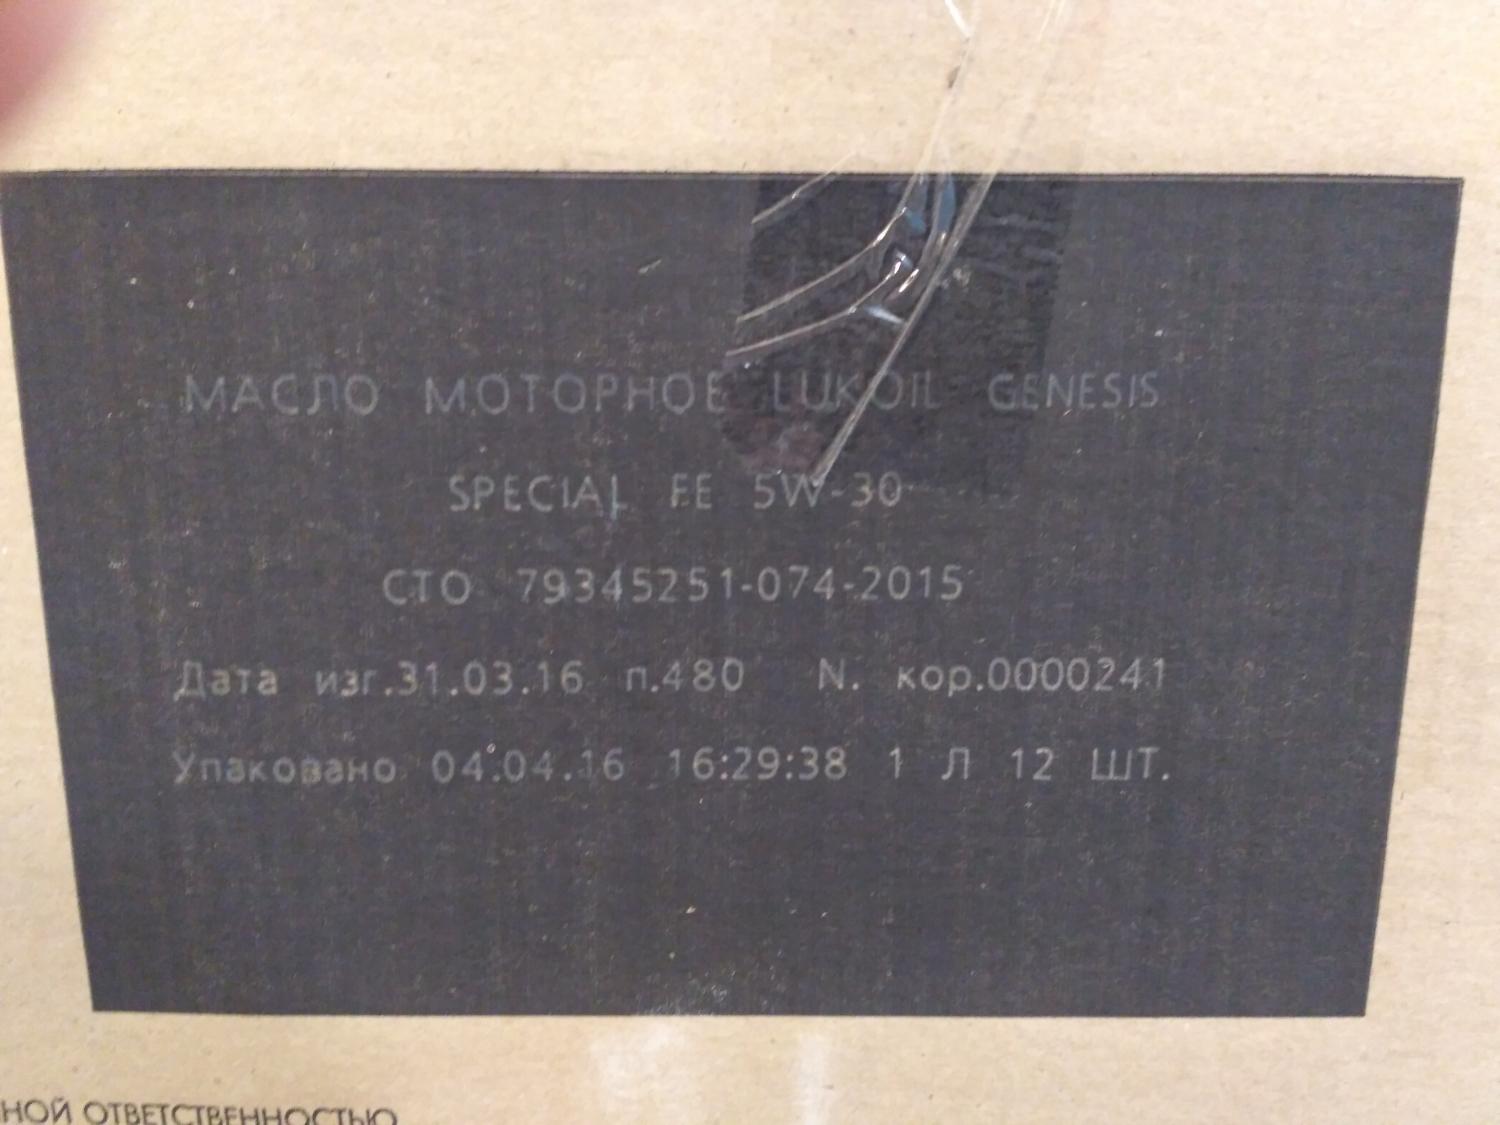 МАСЛО МОТОРНОЕ LUKOIL GENESIS
SPECIAL FE 5W-30
СТО 79345251-074-2015
Дата изг.31.03.16 п.480 N. кор.0000241
Упаковано 04.04.16 16:29:38 1 Л 12 ШТ.
НОЙ ОТВЕТСТВЕННОСТЬЮ